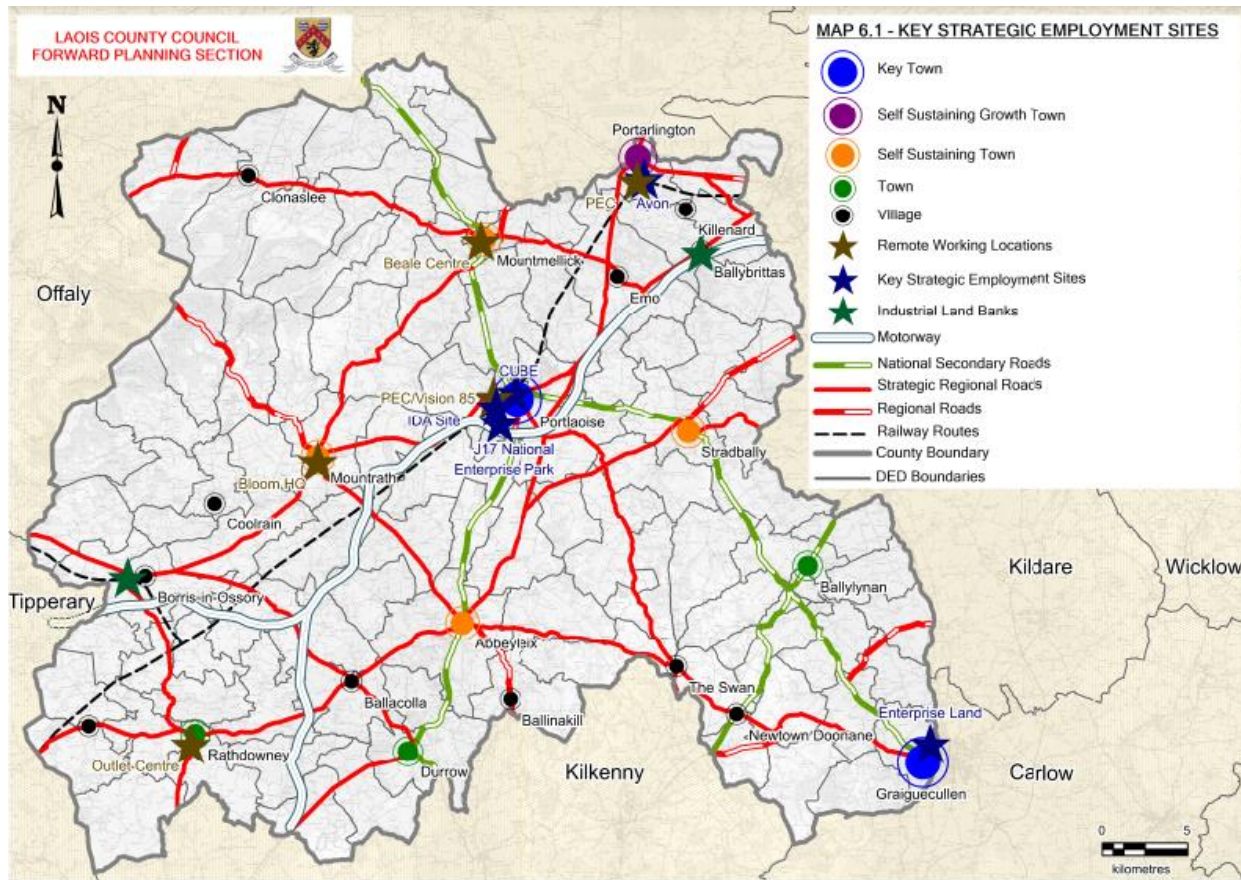 LAOIS COUNTY COUNCIL
FORWARD PLANNING SECTION
N
MAP 6.1 - KEY STRATEGIC EMPLOYMENT SITES
Key Town
Self Sustaining Growth Town
Self Sustaining Town
Town
Village
Remote Working Locations
Key Strategic Employment Sites
Industrial Land Banks
Motorway
National Secondary Roads
Strategic Regional Roads
Regional Roads
Railway Routes
County Boundary
DED Boundaries
Portarlington
PEC
Avon
Clonaslee
Killenard
Beale Centre
Mountmellick
Ballybrittas
Emo
Offaly
CUBE
PEC/Vision 85
IDA Site
Portlaoise
J17 National
Enterprise Park
Stradbally
Bloom HQ
Mountrath
Coolrain
Borris-in-Ossory
Tipperary
Ballylynan
Kildare
Wicklow
Abbeyleix
The Swan
Ballacolla
Ballinakill
Newtown Doonane
Enterprise Land
Outlet Centre
Rathdowney
Durrow
Kilkenny
Graiguecullen
Carlow
0 5
kilometres